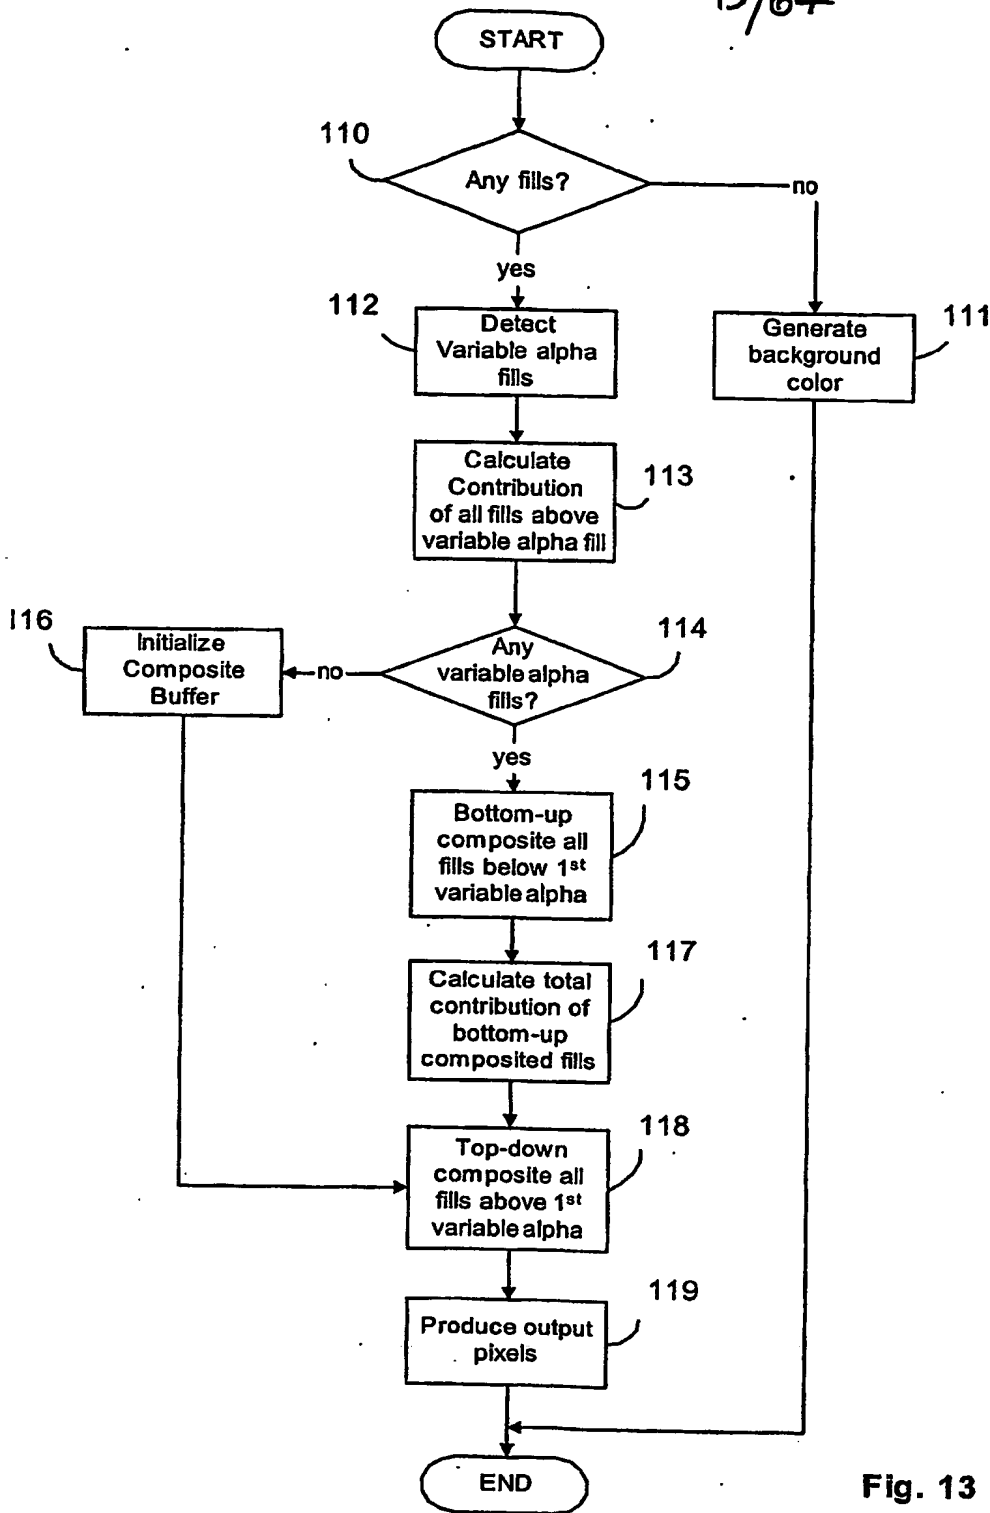 START
110
Any fills?
no
yes
112
Detect
Variable alpha
fills
Generate
background
color
111
Calculate
Contribution
of all fills above
variable alpha fill
113
116
Initialize
Composite
Buffer
no
Any
variable alpha
fills?
114
yes
115
Bottom-up
composite all
fills below 1st
variable alpha
117
Calculate total
contribution of
bottom-up
composited fills
118
Top-down
composite all
fills above 1st
variable alpha
119
Produce output
pixels
END
Fig. 13